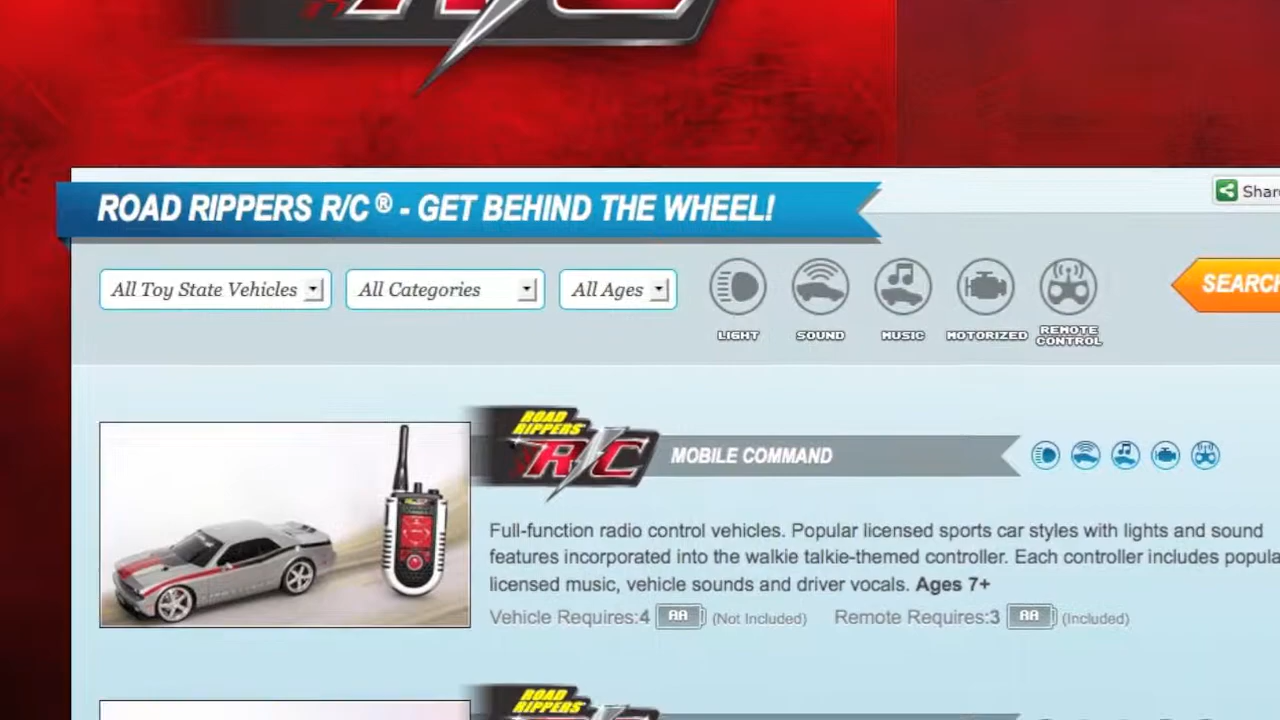 R/C
ROAD RIPPERS R/C ® - GET BEHIND THE WHEEL!
Share
All Toy State Vehicles
All Categories
All Ages
LIGHT
SOUND
MUSIC
MOTORIZED
REMOTE
CONTROL
SEARCH
ROAD
RIPPERS
R/C
MOBILE COMMAND
Full-function radio control vehicles. Popular licensed sports car styles with lights and sound
features incorporated into the walkie talkie-themed controller. Each controller includes popula
licensed music, vehicle sounds and driver vocals. Ages 7+
Vehicle Requires:4 AA (Not Included) Remote Requires:3 AA (Included)
ROAD
RIPPERS